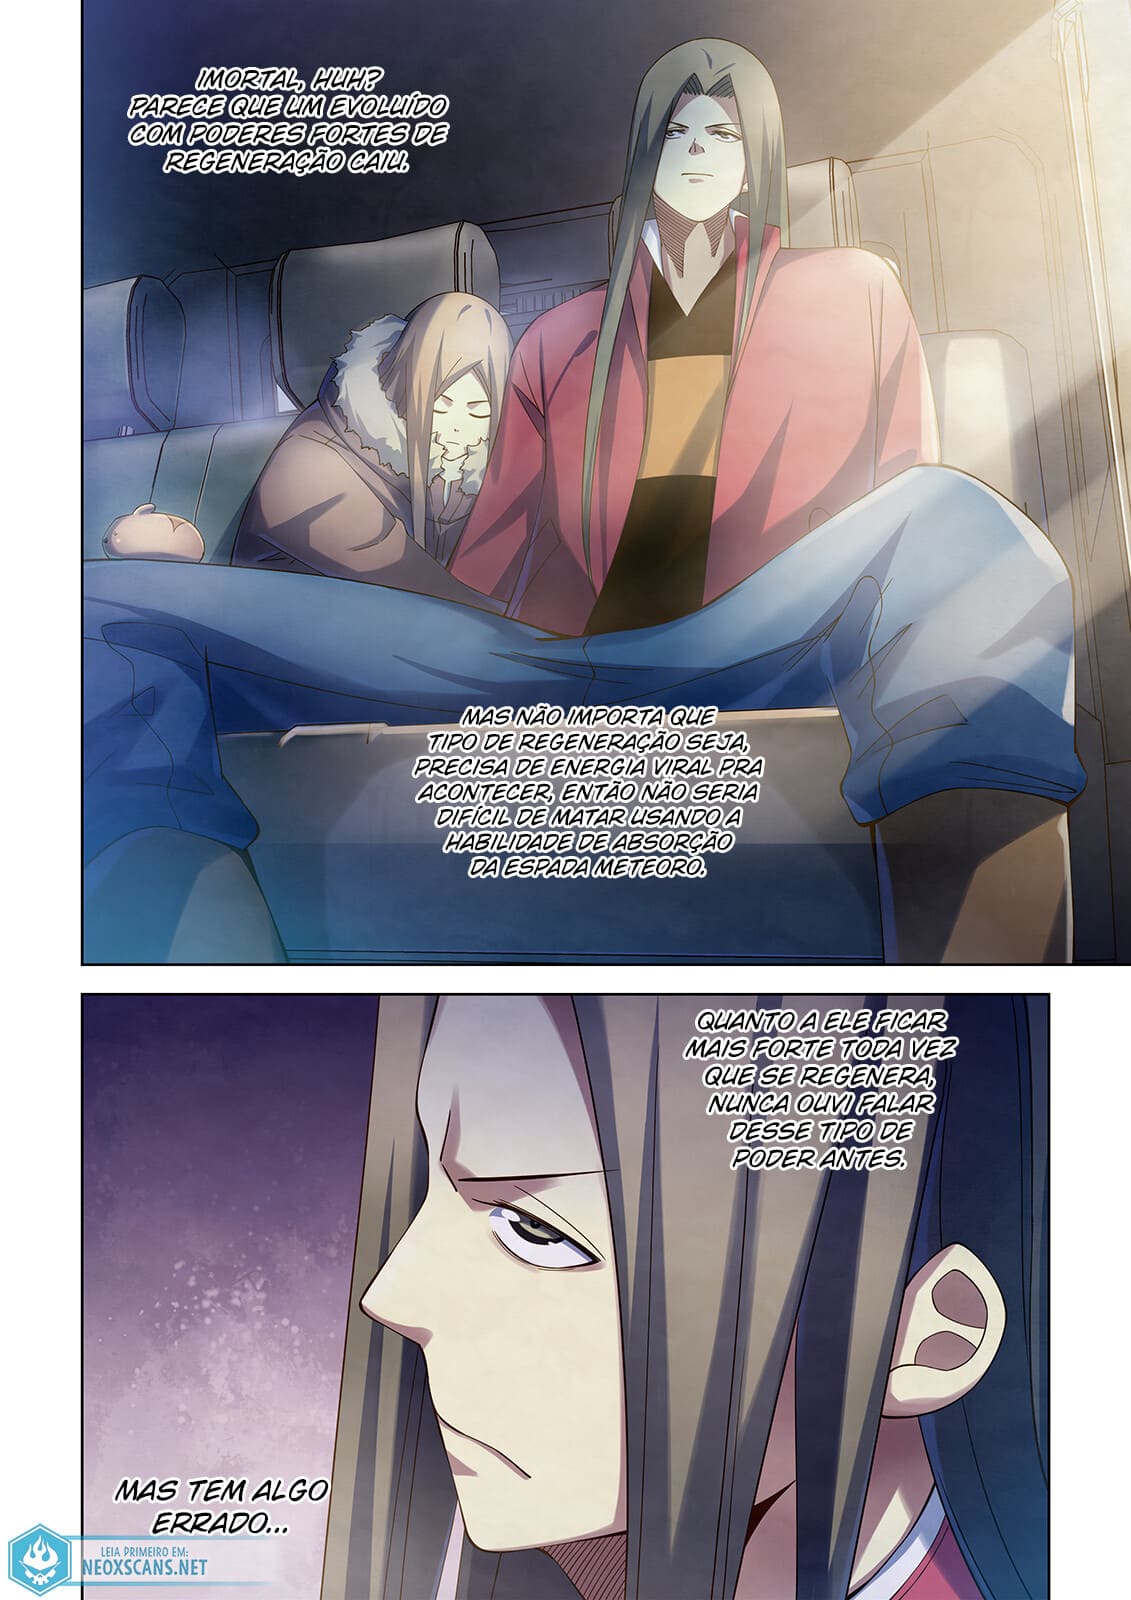 IMORTAL, HUH?
PARECE QUE UM EVOLUÍDO
COM PODERES FORTES DE
REGENERAÇÃO CAIU.
MAS NÃO IMPORTA QUE
TIPO DE REGENERAÇÃO SEJA,
PRECISA DE ENERGIA VIRAL PRA
ACONTECER, ENTÃO NÃO SERIA
DIFÍCIL DE MATAR USANDO A
HABILIDADE DE ABSORÇÃO
DA ESPADA METEORO.
QUANTO A ELE FICAR
MAIS FORTE TODA VEZ
QUE SE REGENERA,
NUNCA OUVI FALAR
DESSE TIPO DE
PODER ANTES.
MAS TEM ALGO
ERRADO...
LEIA PRIMEIRO EM:
NEOXSCANS.NET